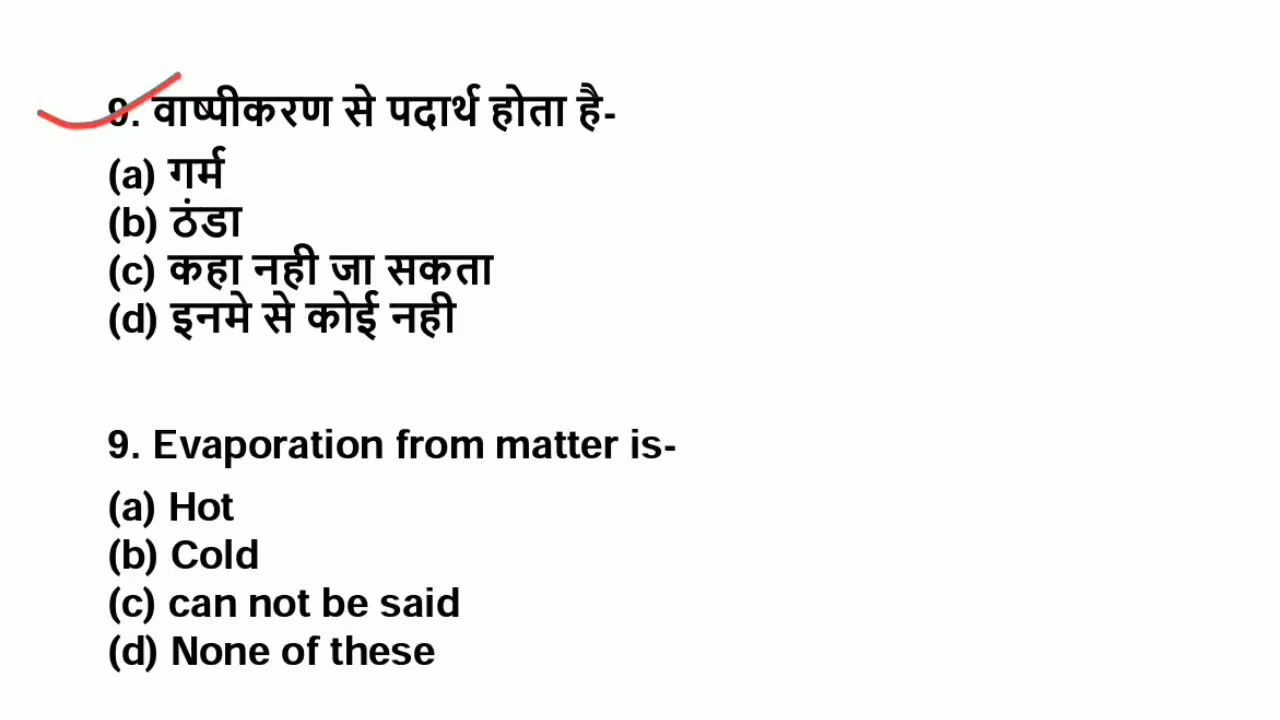 9. वाष्पीकरण से पदार्थ होता है-
(a) गर्म
(b) ठंडा
(c) कहा नही जा सकता
(d) इनमे से कोई नही
9. Evaporation from matter is-
(a) Hot
(b) Cold
(c) can not be said
(d) None of these